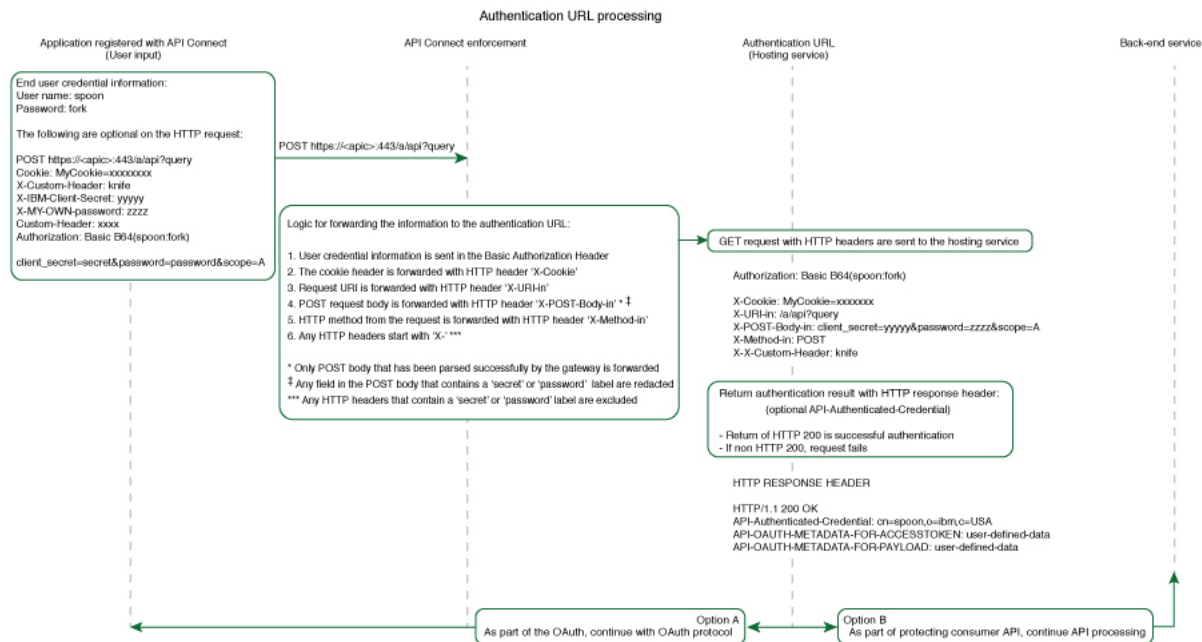 Authentication URL processing
Application registered with API Connect
(User input)
API Connect enforcement
Authentication URL
(Hosting service)
Back-end service
End user credential information:
User name: spoon
Password: fork
The following are optional on the HTTP request:
POST https://<apic>:443/a/api?query
Cookie: MyCookie=xxxxxxxx
X-Custom-Header: knife
X-IBM-Client-Secret: yyyyy
X-MY-OWN-password: zzzz
Custom-Header: xxxx
Authorization: Basic B64(spoon:fork)
client_secret=secret&password=password&scope=A
POST https://<apic>:443/a/api?query
Logic for forwarding the information to the authentication URL:
1. User credential information is sent in the Basic Authorization Header
2. The cookie header is forwarded with HTTP header 'X-Cookie'
3. Request URI is forwarded with HTTP header 'X-URI-in'
4. POST request body is forwarded with HTTP header 'X-POST-Body-in' * ‡
5. HTTP method from the request is forwarded with HTTP header 'X-Method-in'
6. Any HTTP headers start with 'X-' ***
* Only POST body that has been parsed successfully by the gateway is forwarded
‡ Any field in the POST body that contains a 'secret' or 'password' label are redacted
*** Any HTTP headers that contain a 'secret' or 'password' label are excluded
GET request with HTTP headers are sent to the hosting service
Authorization: Basic B64(spoon:fork)
X-Cookie: MyCookie=xxxxxxx
X-URI-in: /a/api?query
X-POST-Body-in: client_secret=yyyyy&password=zzzz&scope=A
X-Method-in: POST
X-X-Custom-Header: knife
Return authentication result with HTTP response header:
(optional API-Authenticated-Credential)
- Return of HTTP 200 is successful authentication
- If non HTTP 200, request fails
HTTP RESPONSE HEADER
HTTP/1.1 200 OK
API-Authenticated-Credential: cn=spoon,o=ibm,c=USA
API-OAUTH-METADATA-FOR-ACCESSTOKEN: user-defined-data
API-OAUTH-METADATA-FOR-PAYLOAD: user-defined-data
Option A
As part of the OAuth, continue with OAuth protocol
Option B
As part of protecting consumer API, continue API processing